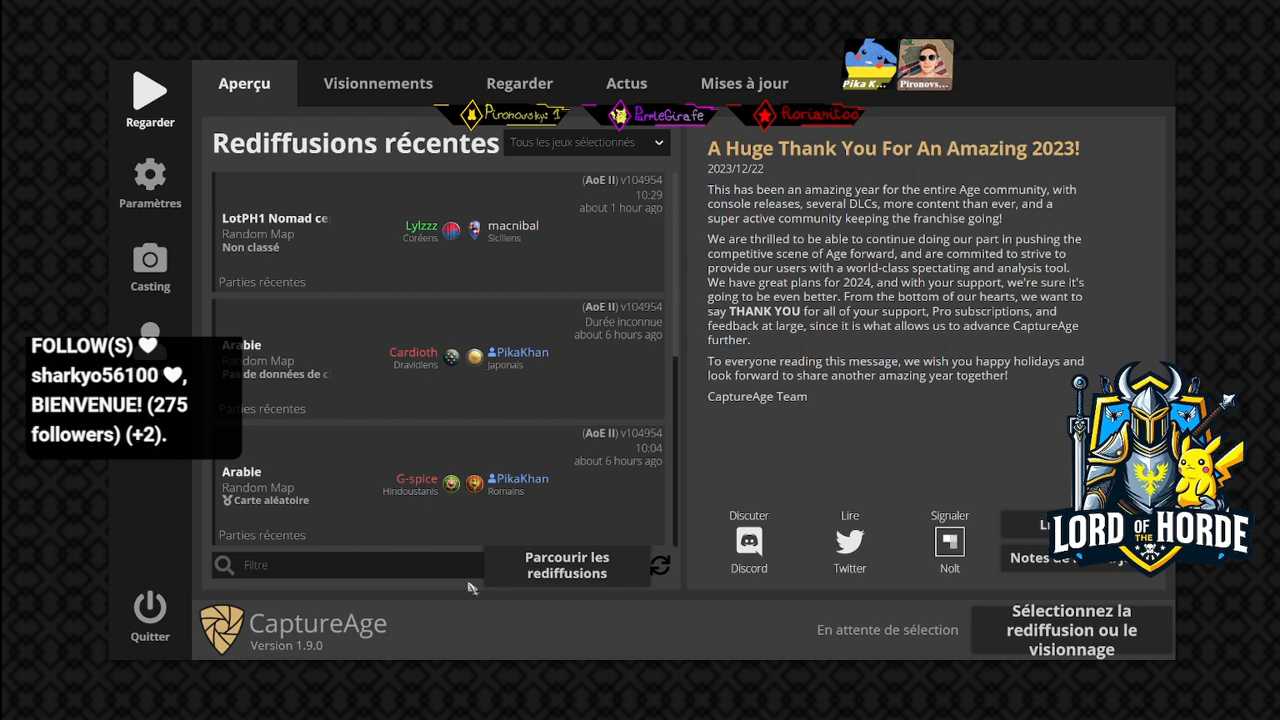 Regarder
Paramètres
Casting
Quitter
Aperçu
Visionnements
Regarder
Actus
Mises à jour
Pika K...
Pironovs...
Pironovsky: 1
PurpleGirafe
florianitoo
Rediffusions récentes
Tous les jeux sélectionnés
(AoE II) v104954
10:29
about 1 hour ago
LotPH1 Nomad ce
Random Map
Non classé
Lylzzz
Coréens
macnibal
Siciliens
Parties récentes
(AoE II) v104954
Durée inconnue
about 6 hours ago
Arabie
Random Map
Pas de données de cl
Cardioth
Dravidiens
PikaKhan
Japonais
Parties récentes
(AoE II) v104954
10:04
about 6 hours ago
Arabie
Random Map
Carte aléatoire
G-spice
Hindoustanis
PikaKhan
Romains
Parties récentes
Filtre
Parcourir les
rediffusions
FOLLOW(S)
sharkyo56100 ,
BIENVENUE! (275
followers) (+2).
A Huge Thank You For An Amazing 2023!
2023/12/22
This has been an amazing year for the entire Age community, with
console releases, several DLCs, more content than ever, and a
super active community keeping the franchise going!
We are thrilled to be able to continue doing our part in pushing the
competitive scene of Age forward, and are commited to strive to
provide our users with a world-class spectating and analysis tool.
We have great plans for 2024, and with your support, we're sure it's
going to be even better. From the bottom of our hearts, we want to
say THANK YOU for all of your support, Pro subscriptions, and
feedback at large, since it is what allows us to advance CaptureAge
further.
To everyone reading this message, we wish you happy holidays and
look forward to share another amazing year together!
CaptureAge Team
Discuter
Discord
Lire
Twitter
Signaler
Nolt
Notes de
LORD OF THE HORDE
CaptureAge
Version 1.9.0
En attente de sélection
Sélectionnez la
rediffusion ou le
visionnage